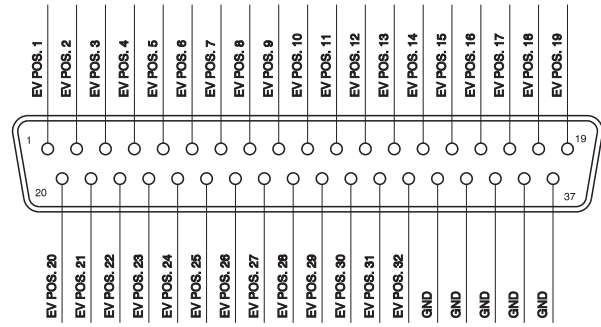 EV POS. 1
EV POS. 2
EV POS. 3
EV POS. 4
EV POS. 5
EV POS. 6
EV POS. 7
EV POS. 8
EV POS. 9
EV POS. 10
EV POS. 11
EV POS. 12
EV POS. 13
EV POS. 14
EV POS. 15
EV POS. 16
EV POS. 17
EV POS. 18
EV POS. 19
1
19
20
37
EV POS. 20
EV POS. 21
EV POS. 22
EV POS. 23
EV POS. 24
EV POS. 25
EV POS. 26
EV POS. 27
EV POS. 28
EV POS. 29
EV POS. 30
EV POS. 31
EV POS. 32
GND
GND
GND
GND
GND